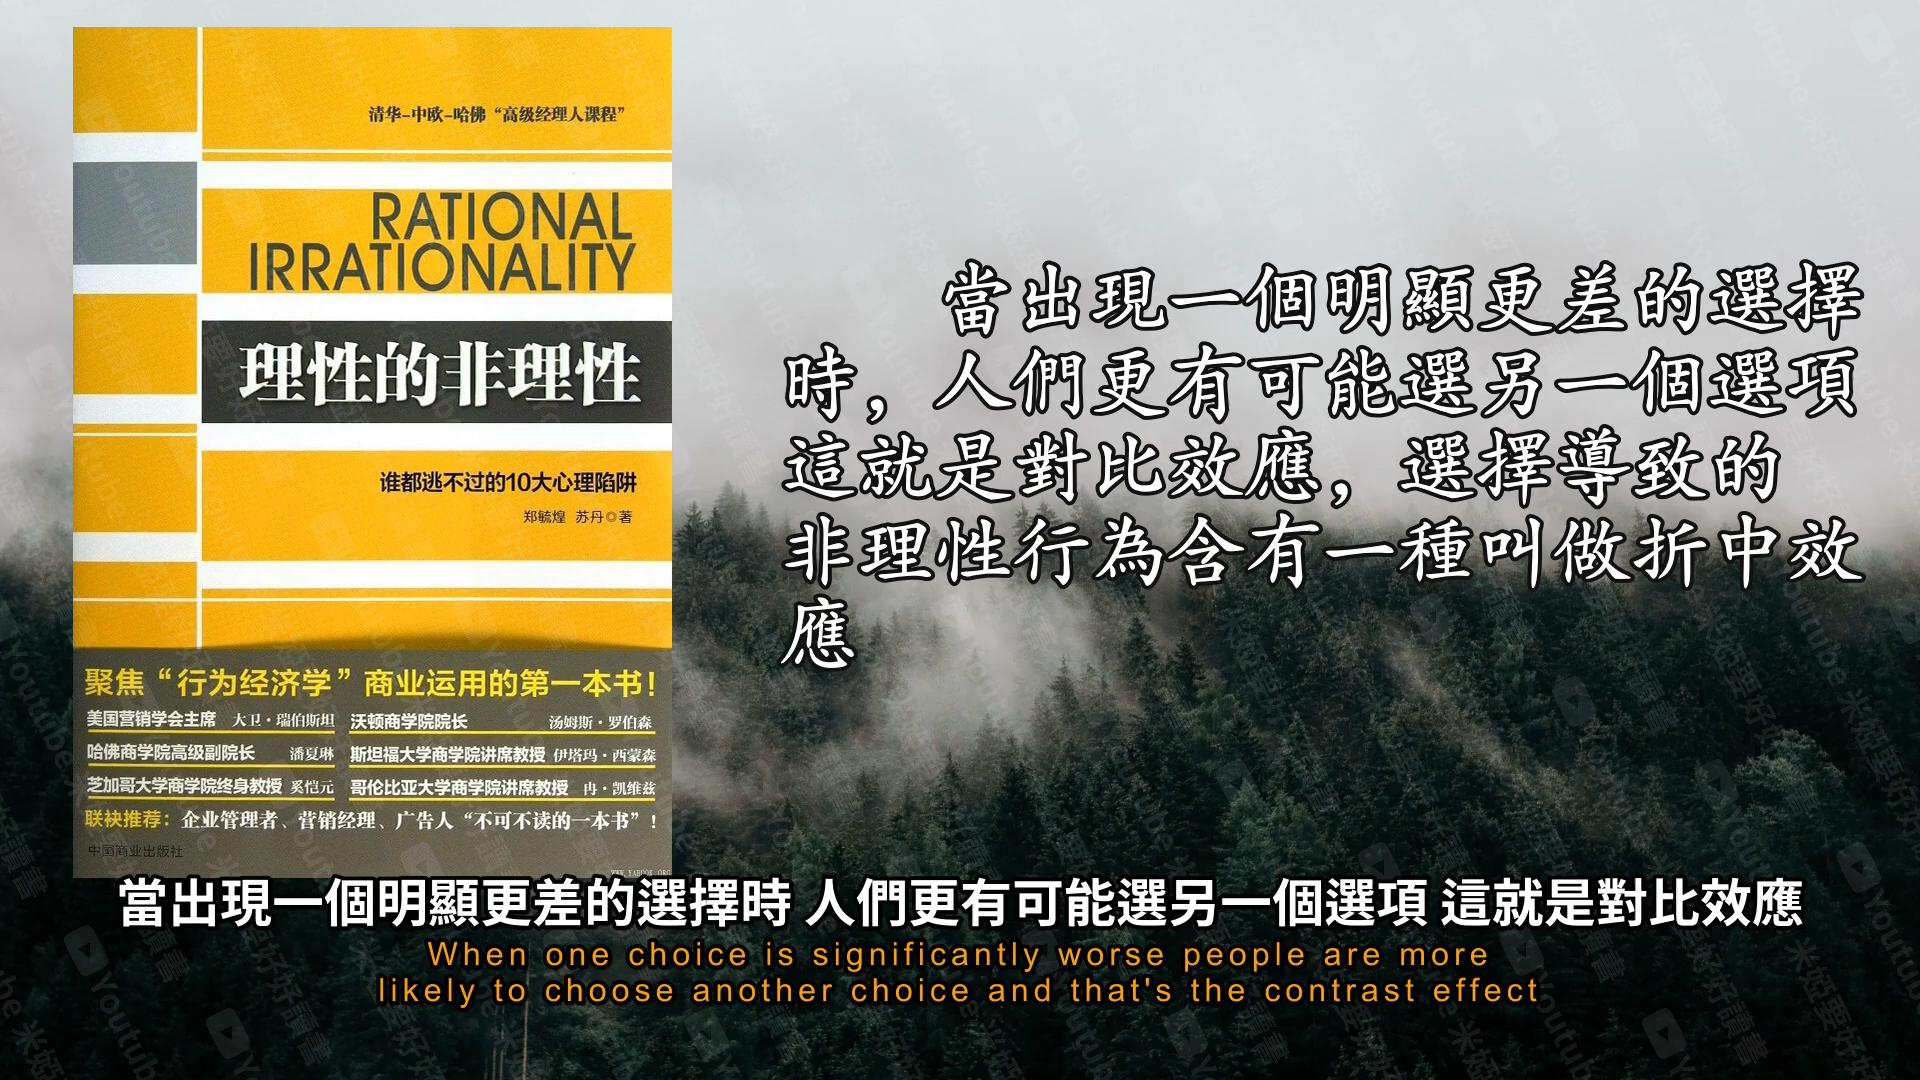 清华-中欧-哈佛“高级经理人课程”
RATIONAL
IRRATIONALITY
理性的非理性
谁都逃不过的10大心理陷阱
郑毓煌 苏丹◎著
聚焦“行为经济学”商业运用的第一本书！
美国营销学会主席 大卫·瑞伯斯坦 沃顿商学院院长 汤姆斯·罗伯森
哈佛商学院高级副院长 潘夏琳 斯坦福大学商学院讲席教授 伊塔玛·西蒙森
芝加哥大学商学院终身教授 奚恺元 哥伦比亚大学商学院讲席教授 冉·凯维兹
联袂推荐：企业管理者、营销经理、广告人“不可不读的一本书”！
中国商业出版社
當出現一個明顯更差的選擇
時，人們更有可能選另一個選項
這就是對比效應，選擇導致的
非理性行為含有一種叫做折中效
應
當出現一個明顯更差的選擇時 人們更有可能選另一個選項 這就是對比效應
When one choice is significantly worse people are more
likely to choose another choice and that's the contrast effect
Youtube 米婭要好好讀書